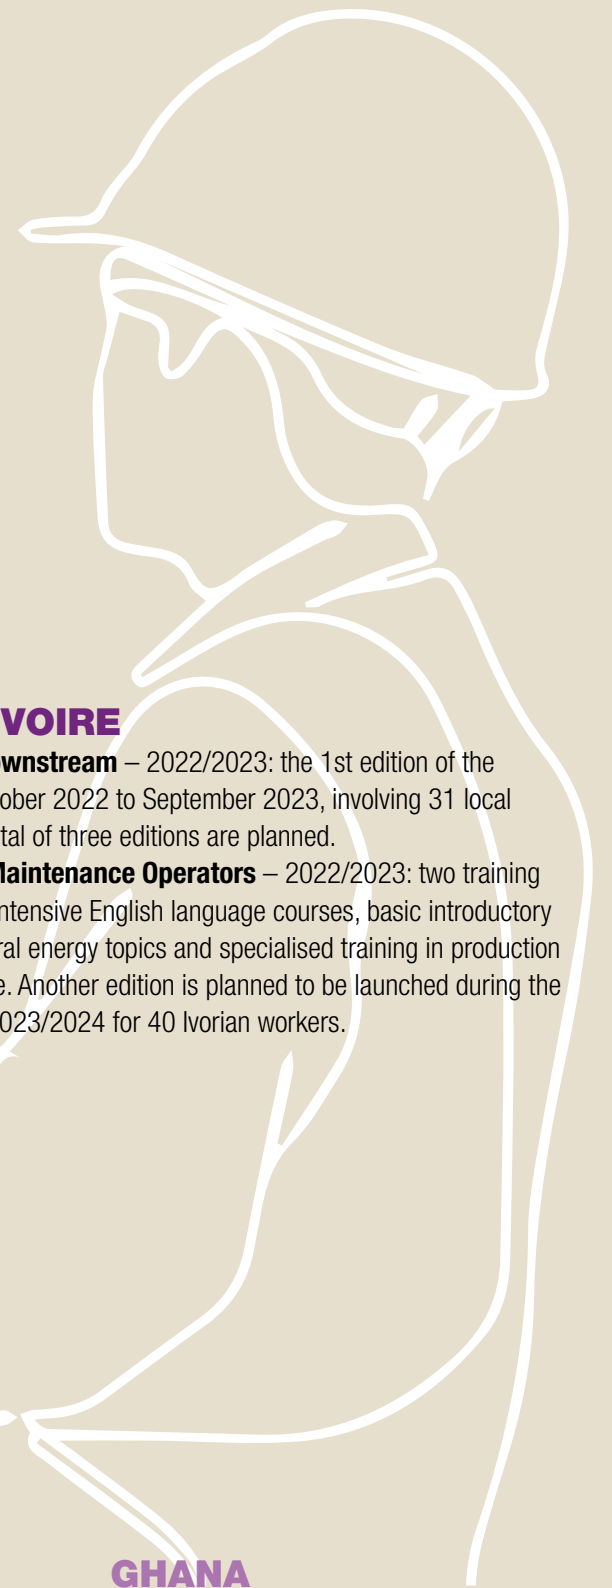 VOIRE
wnstream – 2022/2023: the 1st edition of the
ober 2022 to September 2023, involving 31 local
tal of three editions are planned.
Maintenance Operators – 2022/2023: two training
ntensive English language courses, basic introductory
ral energy topics and specialised training in production
e. Another edition is planned to be launched during the
023/2024 for 40 Ivorian workers.
GHANA